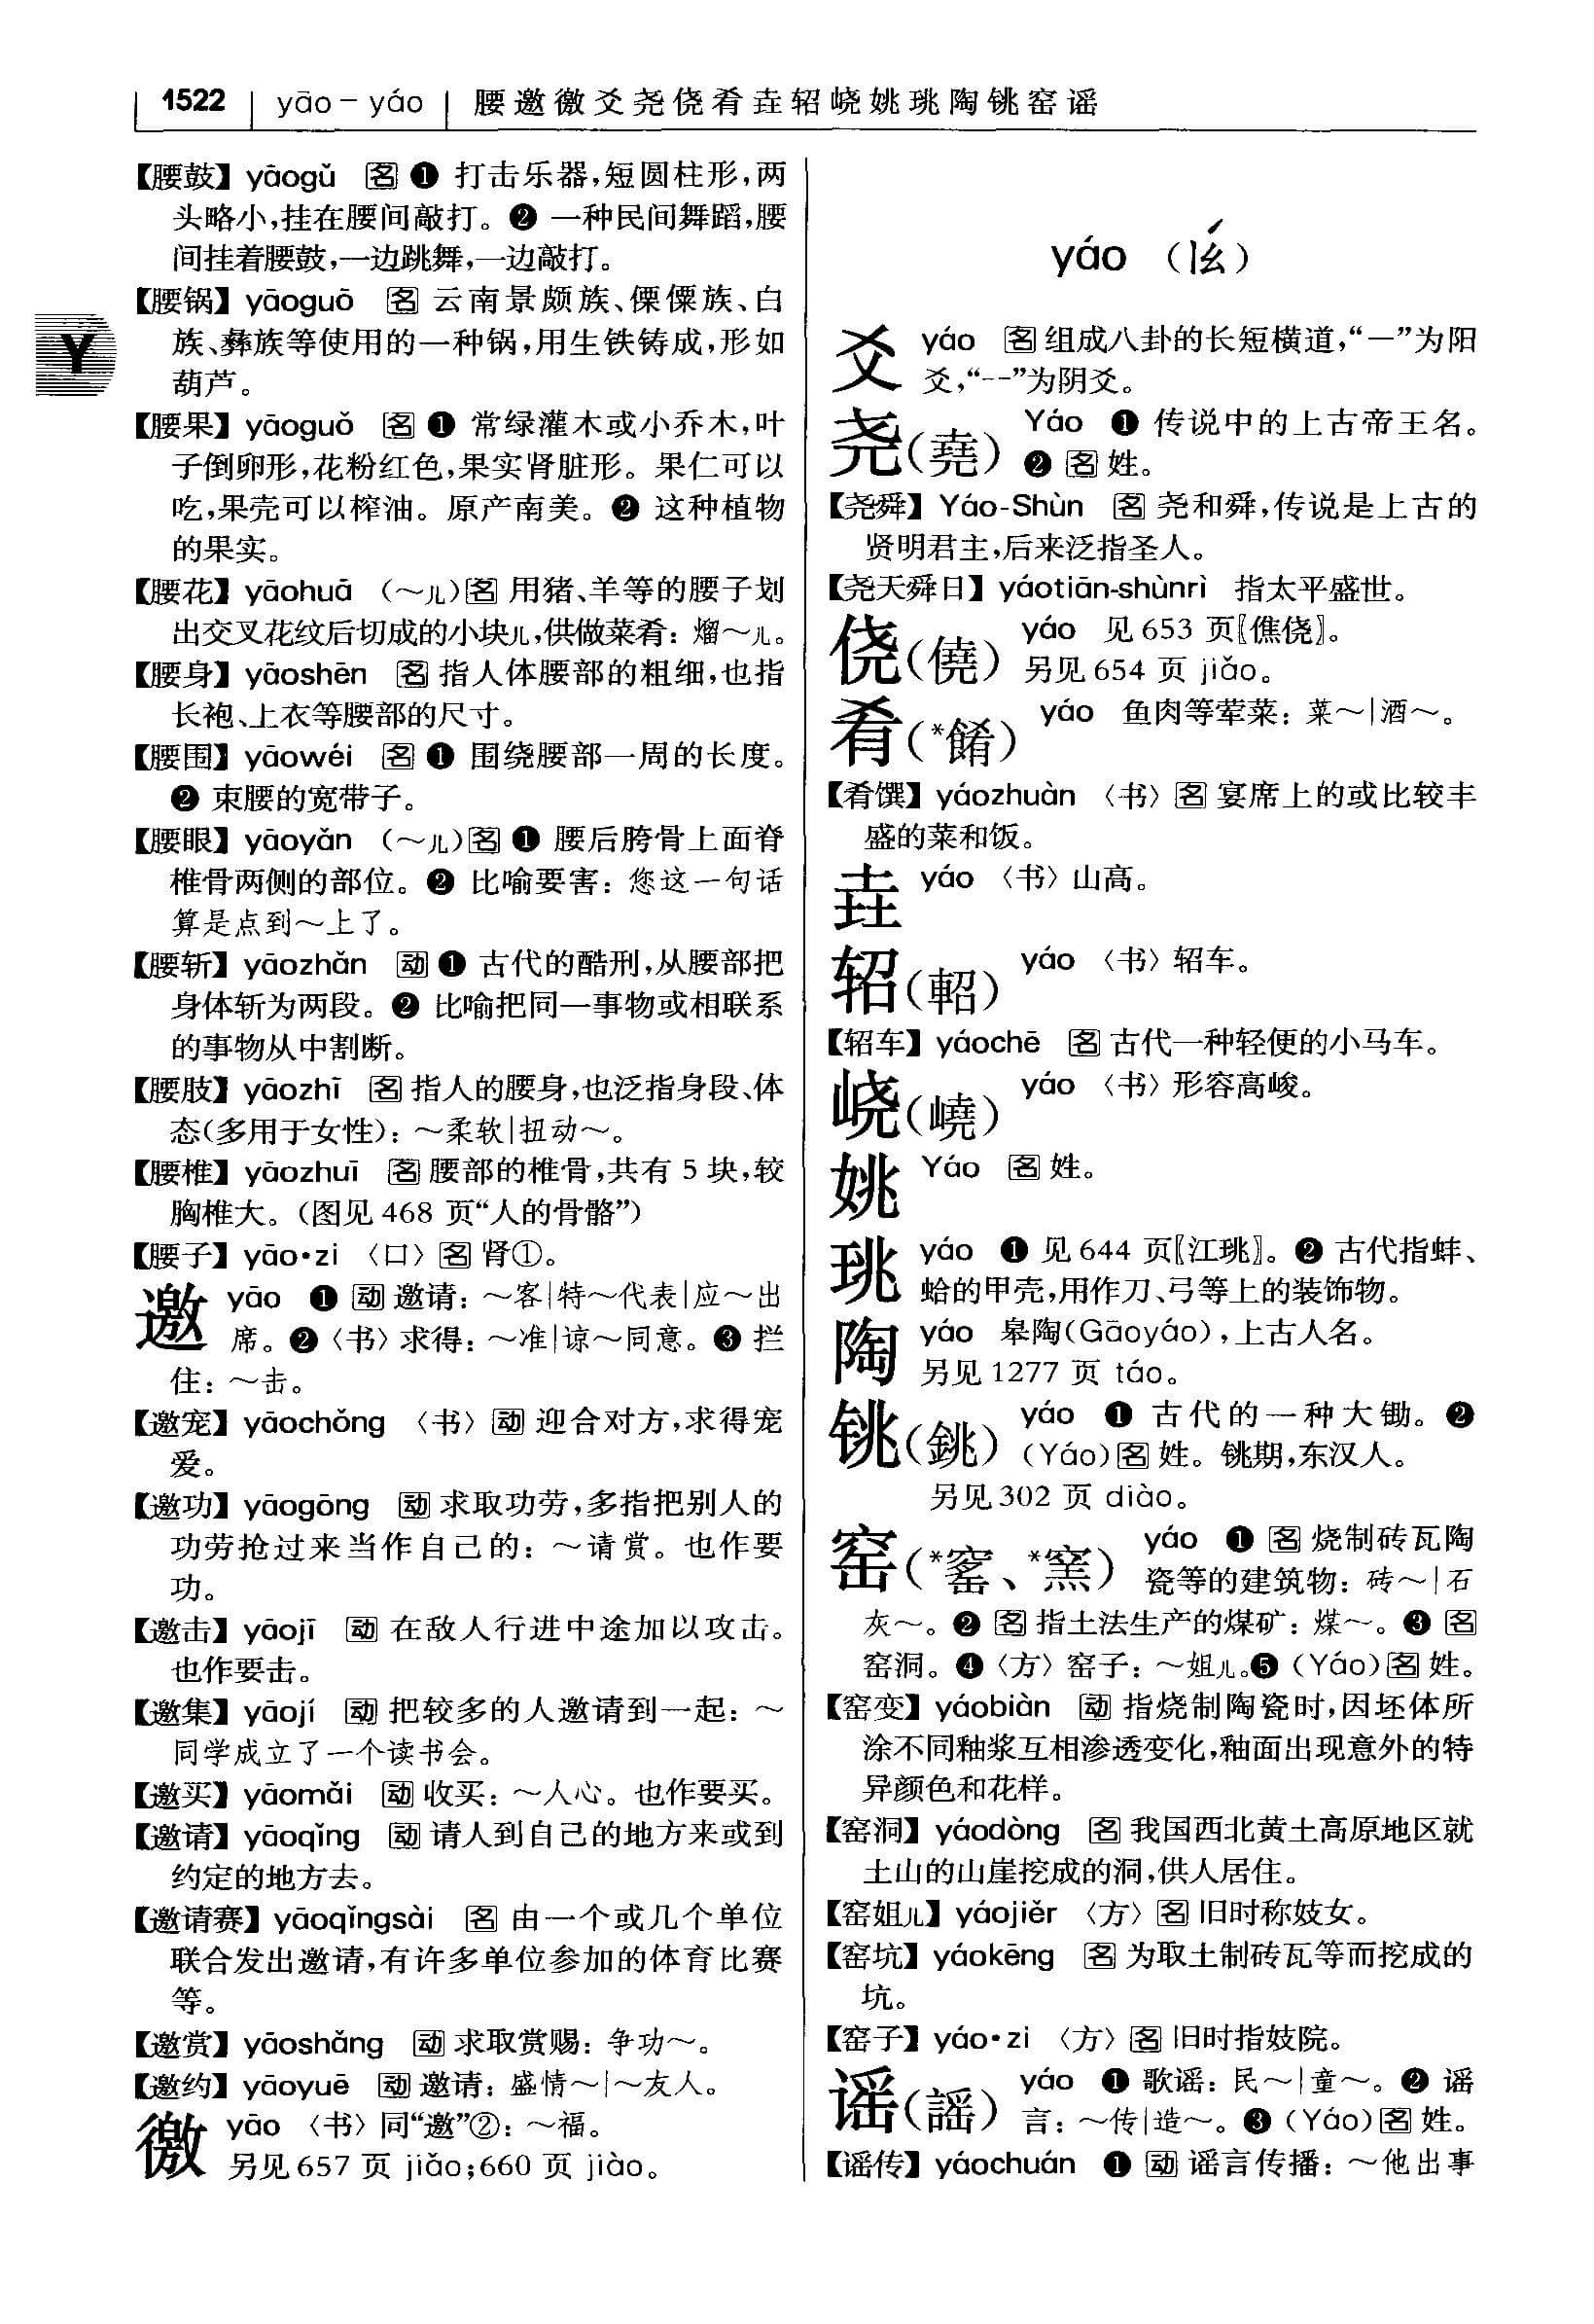 1522 yāo－yáo 腰邀徼爻尧侥肴垚轺峣姚珧陶铫窑谣
【腰鼓】yāogǔ 名 ❶ 打击乐器,短圆柱形,两
头略小,挂在腰间敲打。❷ 一种民间舞蹈,腰
间挂着腰鼓,一边跳舞,一边敲打。
【腰锅】yāoguō 名 云南景颇族、傈僳族、白
族、彝族等使用的一种锅,用生铁铸成,形如
葫芦。
【腰果】yāoguǒ 名 ❶ 常绿灌木或小乔木,叶
子倒卵形,花粉红色,果实肾脏形。果仁可以
吃,果壳可以榨油。原产南美。❷ 这种植物
的果实。
【腰花】yāohuā （～儿）名 用猪、羊等的腰子划
出交叉花纹后切成的小块儿,供做菜肴：熘～儿。
【腰身】yāoshēn 名 指人体腰部的粗细,也指
长袍、上衣等腰部的尺寸。
【腰围】yāowéi 名 ❶ 围绕腰部一周的长度。
❷ 束腰的宽带子。
【腰眼】yāoyǎn （～儿）名 ❶ 腰后胯骨上面脊
椎骨两侧的部位。❷ 比喻要害：您这一句话
算是点到～上了。
【腰斩】yāozhǎn 动 ❶ 古代的酷刑,从腰部把
身体斩为两段。❷ 比喻把同一事物或相联系
的事物从中割断。
【腰肢】yāozhī 名 指人的腰身,也泛指身段、体
态(多用于女性)：～柔软|扭动～。
【腰椎】yāozhuī 名 腰部的椎骨,共有 5 块,较
胸椎大。(图见 468 页“人的骨骼”)
【腰子】yāo•zi 〈口〉名 肾①。
邀 yāo ❶ 动 邀请：～客|特～代表|应～出
席。❷〈书〉求得：～准|谅～同意。❸ 拦
住：～击。
【邀宠】yāochǒng 〈书〉动 迎合对方,求得宠
爱。
【邀功】yāogōng 动 求取功劳,多指把别人的
功劳抢过来当作自己的：～请赏。也作要
功。
【邀击】yāojī 动 在敌人行进中途加以攻击。
也作要击。
【邀集】yāojí 动 把较多的人邀请到一起：～
同学成立了一个读书会。
【邀买】yāomǎi 动 收买：～人心。也作要买。
【邀请】yāoqǐng 动 请人到自己的地方来或到
约定的地方去。
【邀请赛】yāoqǐngsài 名 由一个或几个单位
联合发出邀请,有许多单位参加的体育比赛
等。
【邀赏】yāoshǎng 动 求取赏赐：争功～。
【邀约】yāoyuē 动 邀请：盛情～|～友人。
徼 yāo 〈书〉同“邀”②：～福。
另见 657 页 jiǎo;660 页 jiào。
Y
yáo （ㄧㄠˊ）
爻 yáo 名 组成八卦的长短横道,“—”为阳
爻,“--”为阴爻。
尧(堯) Yáo ❶ 传说中的上古帝王名。
❷ 名 姓。
【尧舜】Yáo-Shùn 名 尧和舜,传说是上古的
贤明君主,后来泛指圣人。
【尧天舜日】yáotiān-shùnrì 指太平盛世。
侥(僥) yáo 见 653 页〖僬侥〗。
另见 654 页 jiǎo。
肴(*餚) yáo 鱼肉等荤菜：菜～|酒～。
【肴馔】yáozhuàn 〈书〉名 宴席上的或比较丰
盛的菜和饭。
垚 yáo 〈书〉山高。
轺(軺) yáo 〈书〉轺车。
【轺车】yáochē 名 古代一种轻便的小马车。
峣(嶢) yáo 〈书〉形容高峻。
姚 Yáo 名 姓。
珧 yáo ❶ 见 644 页〖江珧〗。❷ 古代指蚌、
蛤的甲壳,用作刀、弓等上的装饰物。
陶 yáo 皋陶(Gāoyáo),上古人名。
另见 1277 页 táo。
铫(銚) yáo ❶ 古代的一种大锄。❷
(Yáo)名 姓。铫期,东汉人。
另见 302 页 diào。
窑(*窰、*窯) yáo ❶ 名 烧制砖瓦陶
瓷等的建筑物：砖～|石
灰～。❷ 名 指土法生产的煤矿：煤～。❸ 名
窑洞。❹〈方〉窑子：～姐儿。❺ (Yáo)名 姓。
【窑变】yáobiàn 动 指烧制陶瓷时,因坯体所
涂不同釉浆互相渗透变化,釉面出现意外的特
异颜色和花样。
【窑洞】yáodòng 名 我国西北黄土高原地区就
土山的山崖挖成的洞,供人居住。
【窑姐儿】yáojiěr 〈方〉名 旧时称妓女。
【窑坑】yáokēng 名 为取土制砖瓦等而挖成的
坑。
【窑子】yáo•zi 〈方〉名 旧时指妓院。
谣(謠) yáo ❶ 歌谣：民～|童～。❷ 谣
言：～传|造～。❸ (Yáo)名 姓。
【谣传】yáochuán ❶ 动 谣言传播：～他出事